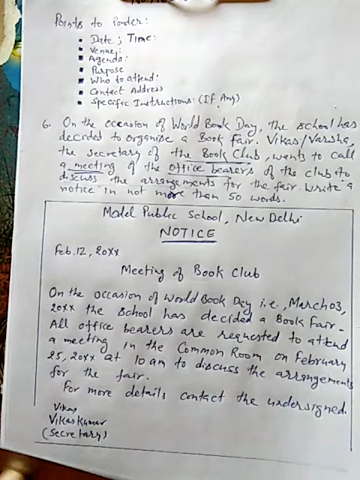 Points to Ponder:
▪ Date; Time:
▪ Venue;
▪ Agenda:
▪ Purpose
▪ Who to attend:
▪ Contact Address
▪ Specific Instructions: (If Any)
6. On the occasion of World Book Day, the school has
decided to organise a Book fair. Vikas/Varsha,
the secretary of the Book Club, wants to call
a meeting of the office bearers of the club to
discuss the arrangements for the fair. Write a
notice in not more than 50 words.
Model Public School, New Delhi
NOTICE
Feb. 12, 20XX
Meeting of Book Club
On the occasion of World Book Day i.e., March 03,
20XX the school has decided a Book Fair.
All office bearers are requested to attend
a meeting in the Common Room on February
25, 20XX at 10 am to discuss the arrangements
for the fair.
For more details contact the undersigned.
Vikas
Vikas Kumar
(Secretary)